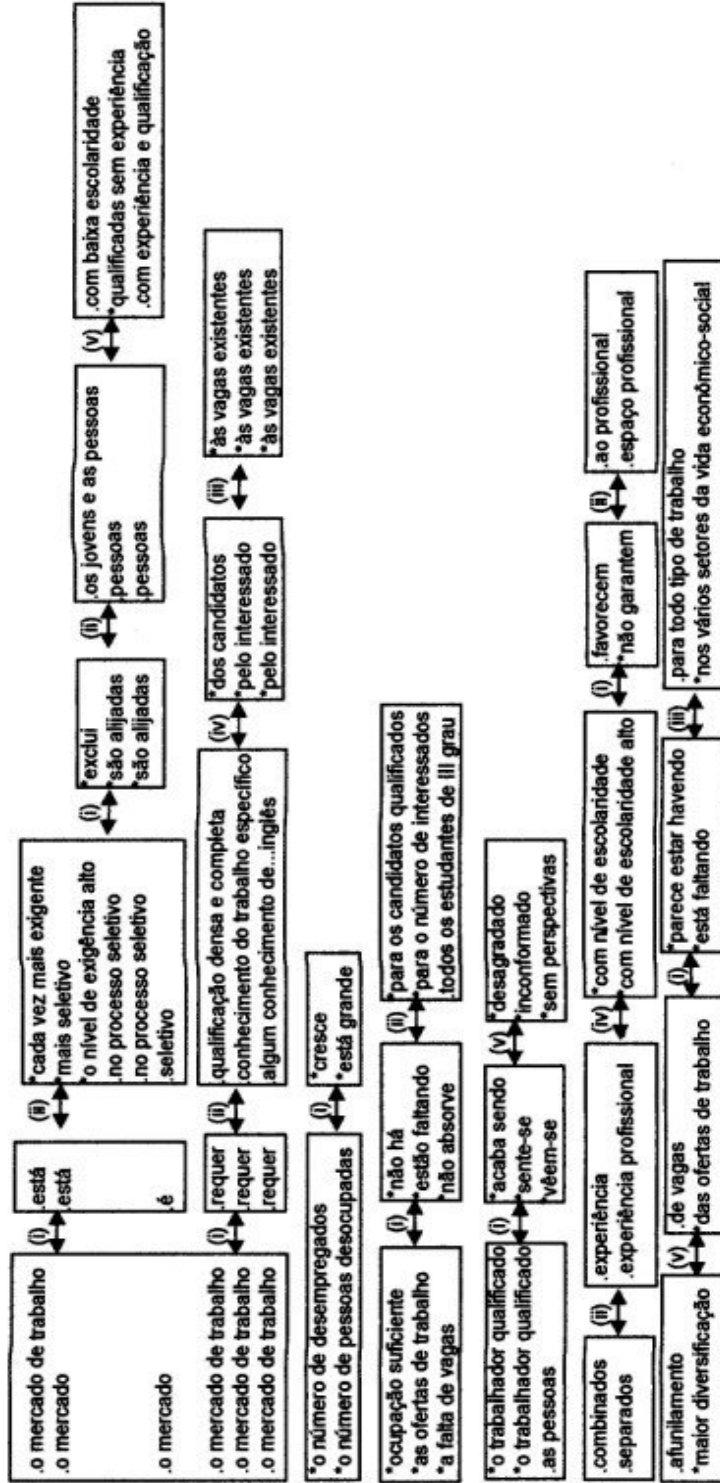 .o mercado de trabalho
.o mercado
.o mercado
(i)
.está
.está
.é
(ii)
*cada vez mais exigente
*mais seletivo
*o nível de exigência alto
.no processo seletivo
.no processo seletivo
.seletivo
(i)
*exclui
*são alijadas
*são alijadas
(ii)
.os jovens e as pessoas
.pessoas
.pessoas
(v)
.com baixa escolaridade
*qualificadas sem experiência
.com experiência e qualificação
.o mercado de trabalho
.o mercado de trabalho
.o mercado de trabalho
(i)
.requer
.requer
.requer
(ii)
.qualificação densa e completa
.conhecimento do trabalho específico
.algum conhecimento de...inglês
(iv)
*dos candidatos
*pelo interessado
*pelo interessado
(iii)
*às vagas existentes
*às vagas existentes
*às vagas existentes
*o número de desempregados
*o número de pessoas desocupadas
(i)
*cresce
*está grande
*ocupação suficiente
*as ofertas de trabalho
*a falta de vagas
(i)
*não há
*estão faltando
*não absorve
(ii)
*para os candidatos qualificados
*para o número de interessados
.todos os estudantes de III grau
*o trabalhador qualificado
*o trabalhador qualificado
.as pessoas
(i)
*acaba sendo
*sente-se
*vêem-se
(v)
*desagradado
*inconformado
*sem perspectivas
.combinados
.separados
(ii)
.experiência
.experiência profissional
(iv)
*com nível de escolaridade
*com nível de escolaridade alto
(i)
.favorecem
*não garantem
(ii)
.ao profissional
.espaço profissional
.afunilamento
*maior diversificação
(v)
.de vagas
*das ofertas de trabalho
(i)
*parece estar havendo
*está faltando
(iii)
.para todo tipo de trabalho
*nos vários setores da vida econômico-social